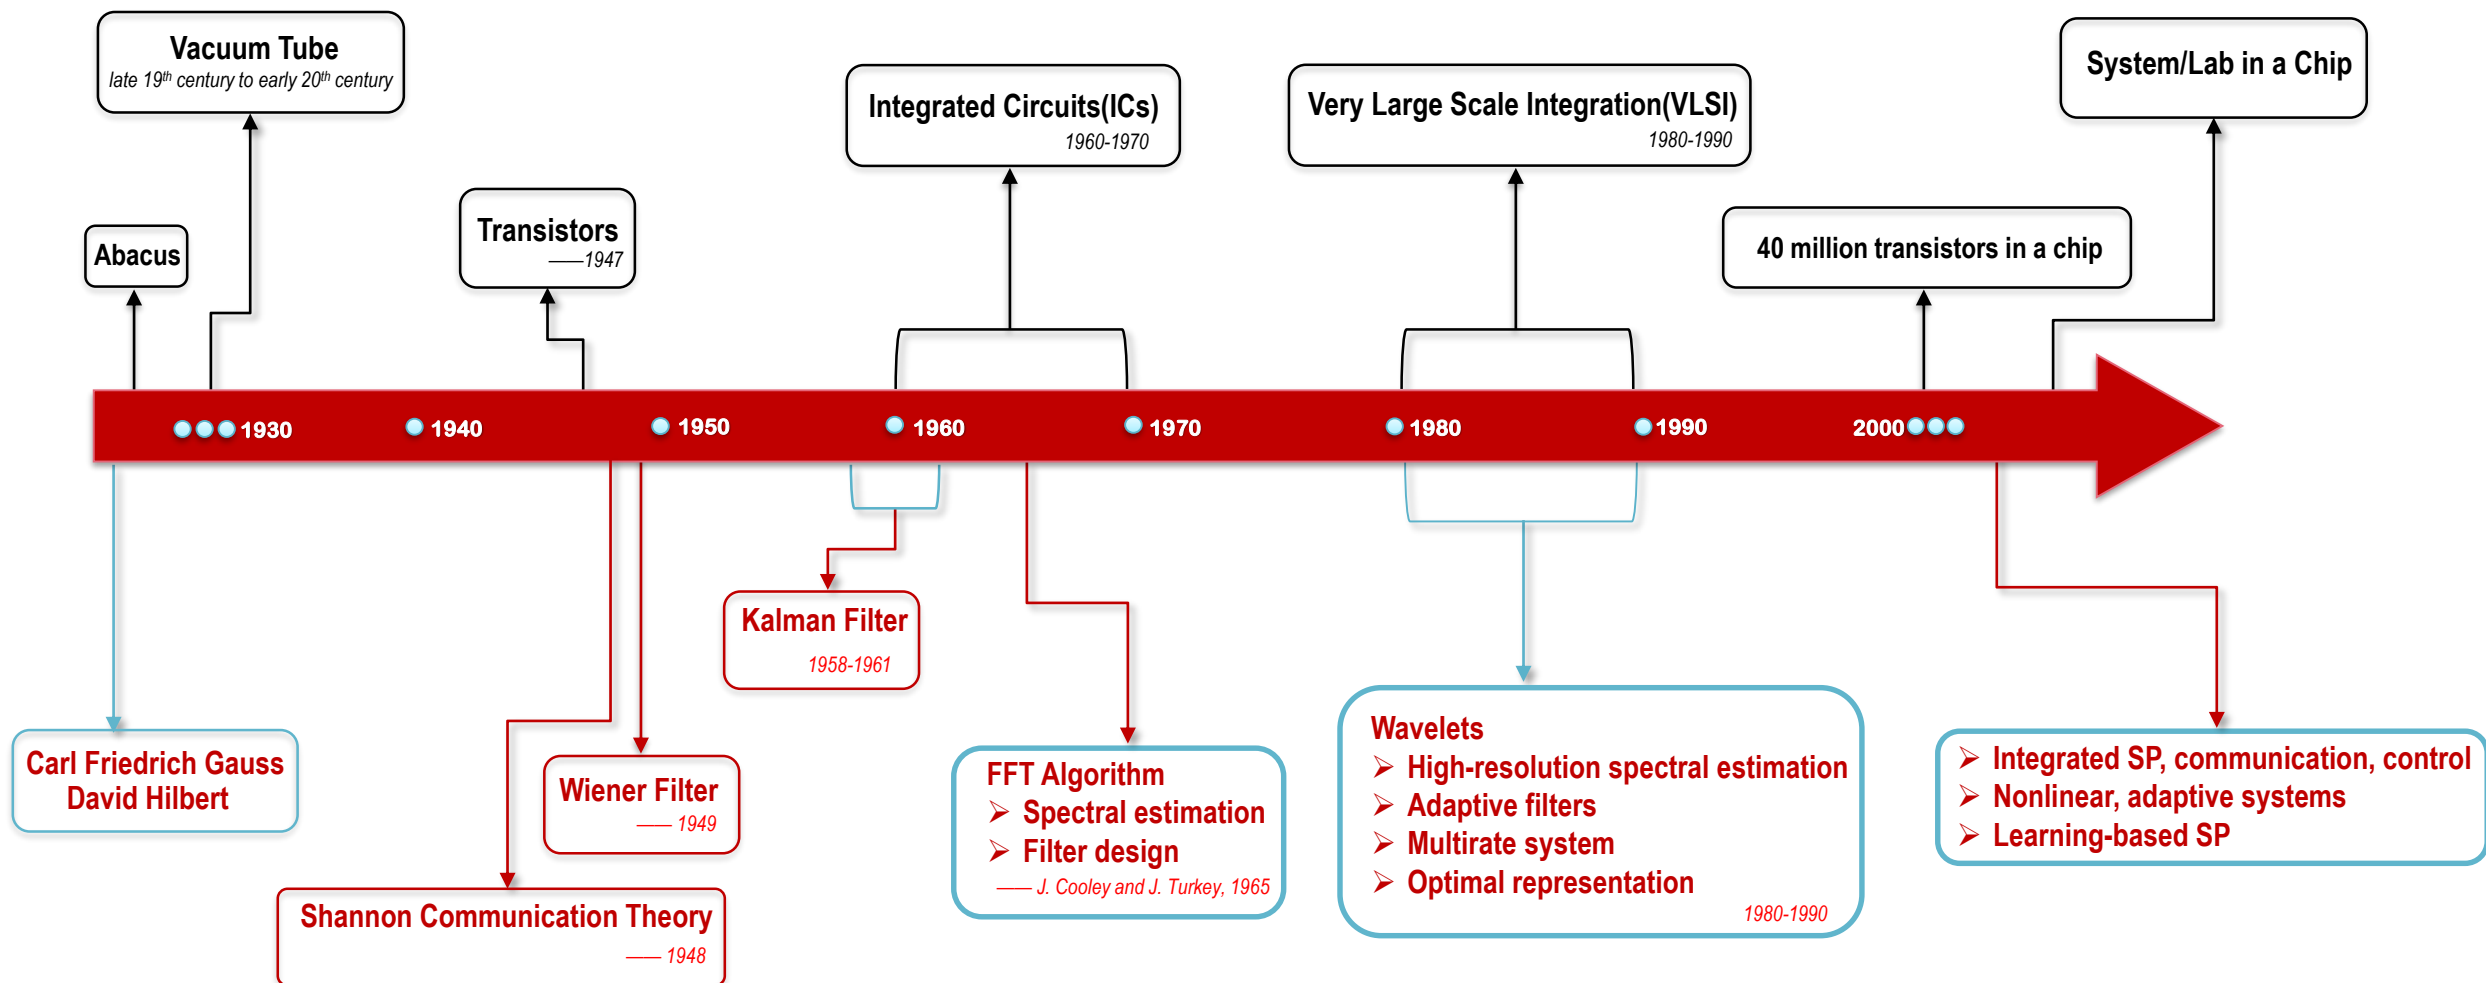 Vacuum Tube
late 19th century to early 20th century
System/Lab in a Chip
Integrated Circuits(ICs)
1960-1970
Very Large Scale Integration(VLSI)
1980-1990
Abacus
Transistors
——1947
40 million transistors in a chip
1930
1940
1950
1960
1970
1980
1990
2000
Carl Friedrich Gauss
David Hilbert
Shannon Communication Theory
—— 1948
Wiener Filter
—— 1949
Kalman Filter
1958-1961
FFT Algorithm
➢ Spectral estimation
➢ Filter design
—— J. Cooley and J. Turkey, 1965
Wavelets
➢ High-resolution spectral estimation
➢ Adaptive filters
➢ Multirate system
➢ Optimal representation
1980-1990
➢ Integrated SP, communication, control
➢ Nonlinear, adaptive systems
➢ Learning-based SP